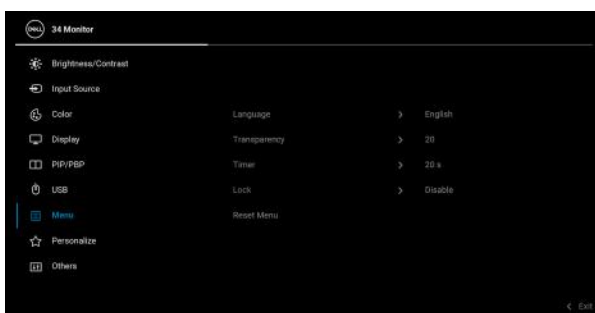 DELL 34 Monitor
Brightness/Contrast
Input Source
Color Language > English
Display Transparency > 20
PIP/PBP Timer > 20 s
USB Lock > Disable
Menu Reset Menu
Personalize
Others
< Exit